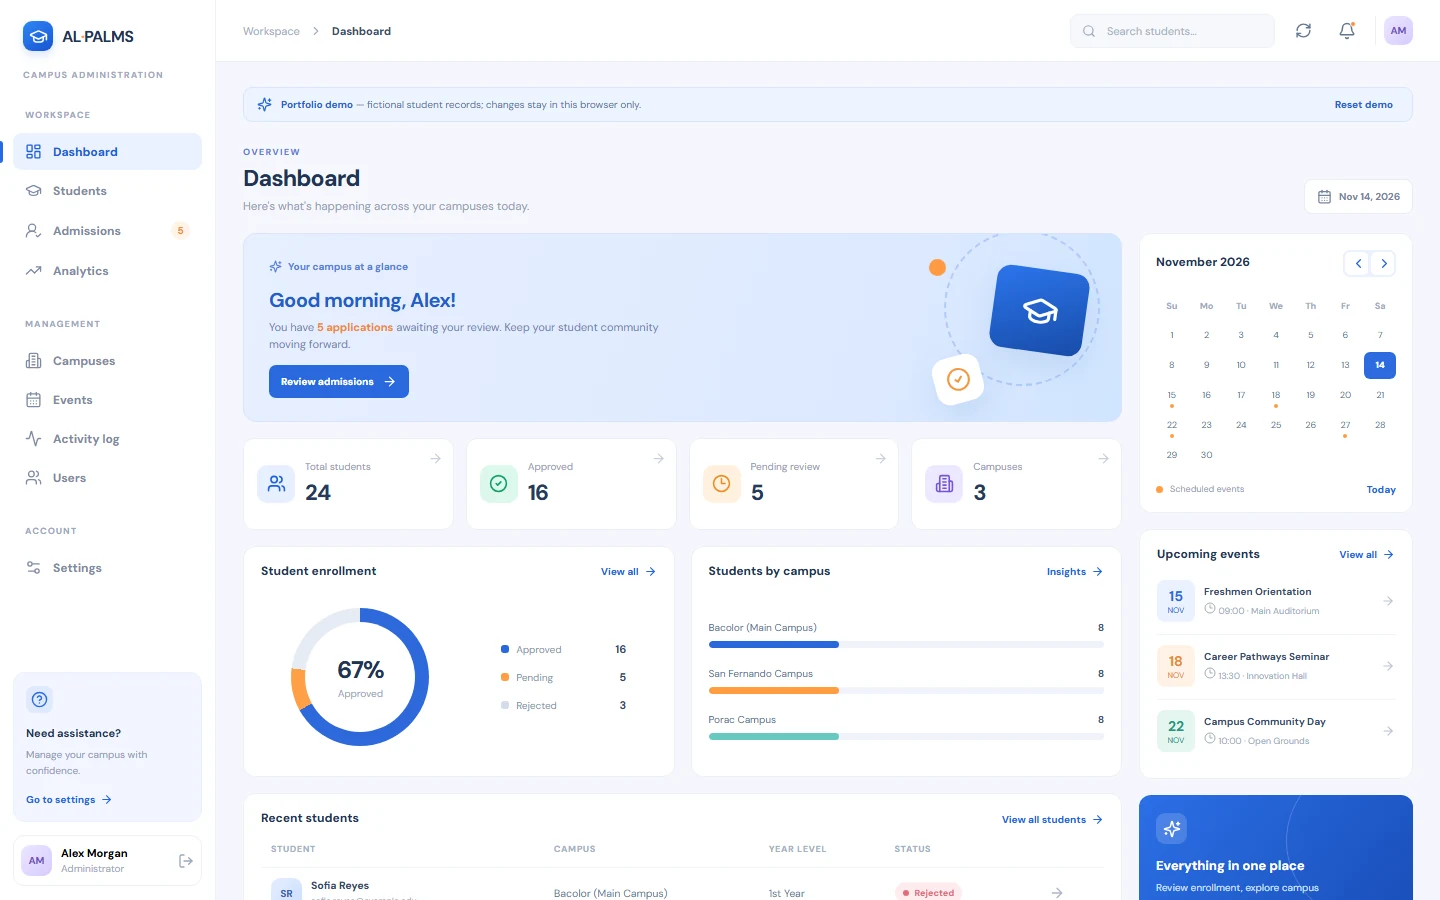 AL·PALMS
CAMPUS ADMINISTRATION
WORKSPACE
Dashboard
Students
Admissions 5
Analytics
MANAGEMENT
Campuses
Events
Activity log
Users
ACCOUNT
Settings
Need assistance?
Manage your campus with
confidence.
Go to settings
AM
Alex Morgan
Administrator
Workspace Dashboard
Search students...
AM
Portfolio demo — fictional student records; changes stay in this browser only.
Reset demo
OVERVIEW
Dashboard
Here's what's happening across your campuses today.
Nov 14, 2026
Your campus at a glance
Good morning, Alex!
You have 5 applications awaiting your review. Keep your student community
moving forward.
Review admissions
Total students
24
Approved
16
Pending review
5
Campuses
3
Student enrollment
View all
67%
Approved
Approved 16
Pending 5
Rejected 3
Students by campus
Insights
Bacolor (Main Campus) 8
San Fernando Campus 8
Porac Campus 8
Recent students
View all students
STUDENT CAMPUS YEAR LEVEL STATUS
SR
Sofia Reyes
Bacolor (Main Campus) 1st Year Rejected
November 2026
Su Mo Tu We Th Fr Sa
1 2 3 4 5 6 7
8 9 10 11 12 13 14
15 16 17 18 19 20 21
22 23 24 25 26 27 28
29 30
Scheduled events
Today
Upcoming events
View all
15
NOV
Freshmen Orientation
09:00 · Main Auditorium
18
NOV
Career Pathways Seminar
13:30 · Innovation Hall
22
NOV
Campus Community Day
10:00 · Open Grounds
Everything in one place
Review enrollment, explore campus